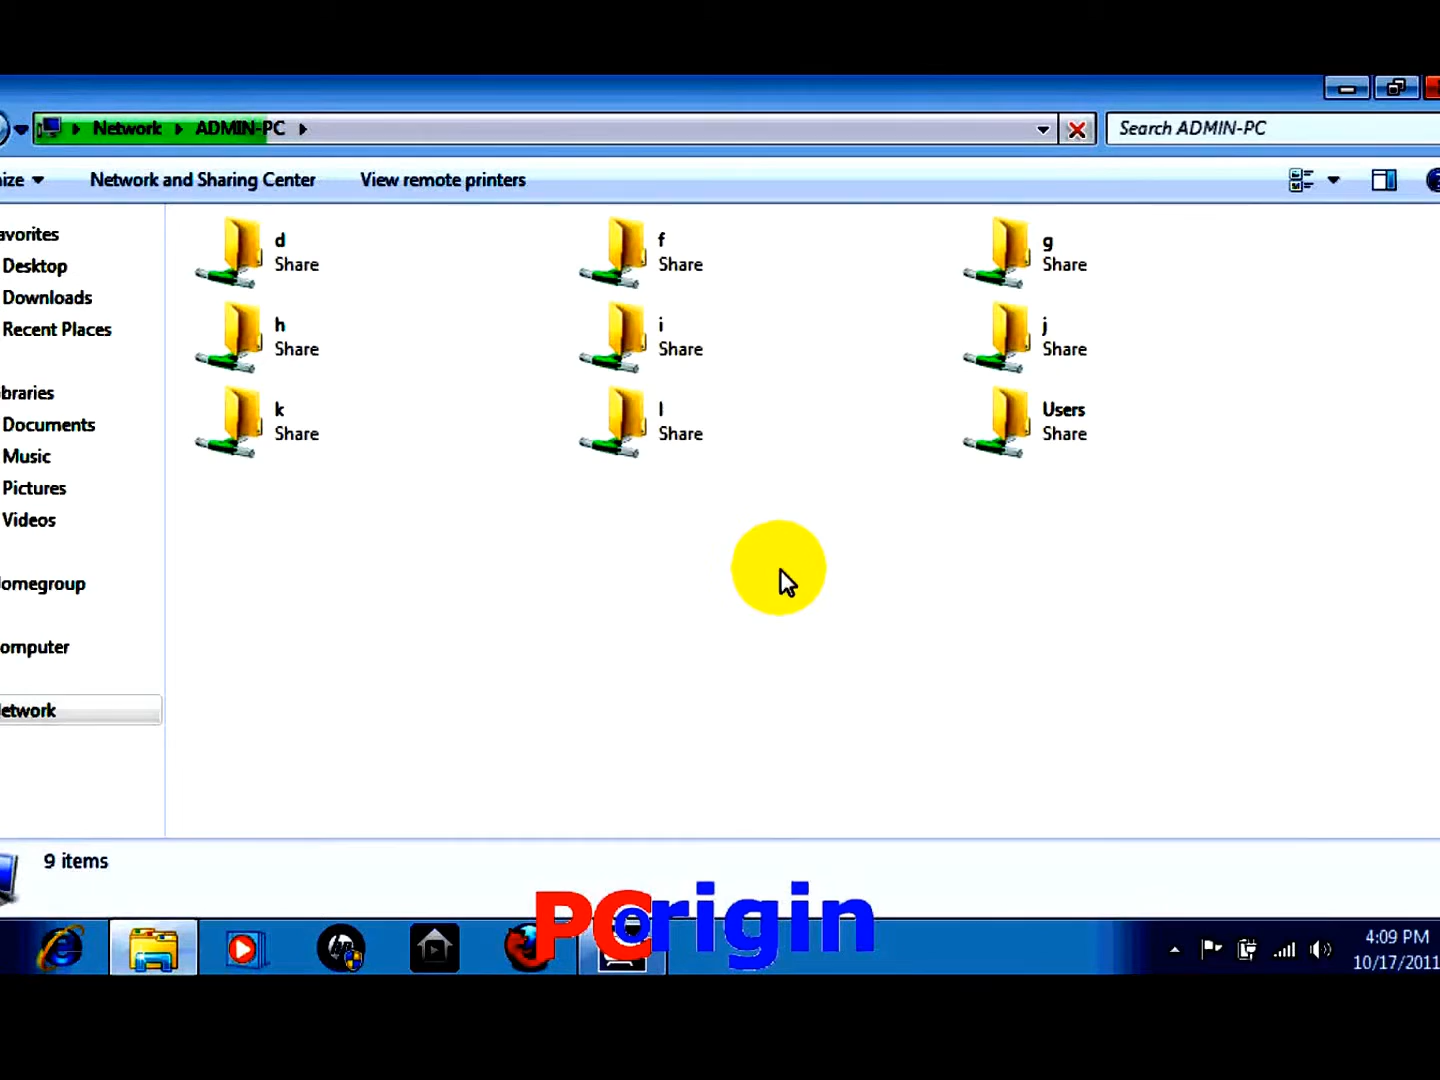 Network ADMIN-PC
Search ADMIN-PC
ize
Network and Sharing Center
View remote printers
avorites
Desktop
Downloads
Recent Places
braries
Documents
Music
Pictures
Videos
omegroup
omputer
etwork
d
Share
f
Share
g
Share
h
Share
i
Share
j
Share
k
Share
l
Share
Users
Share
9 items
PCorigin
hp
4:09 PM
10/17/2011